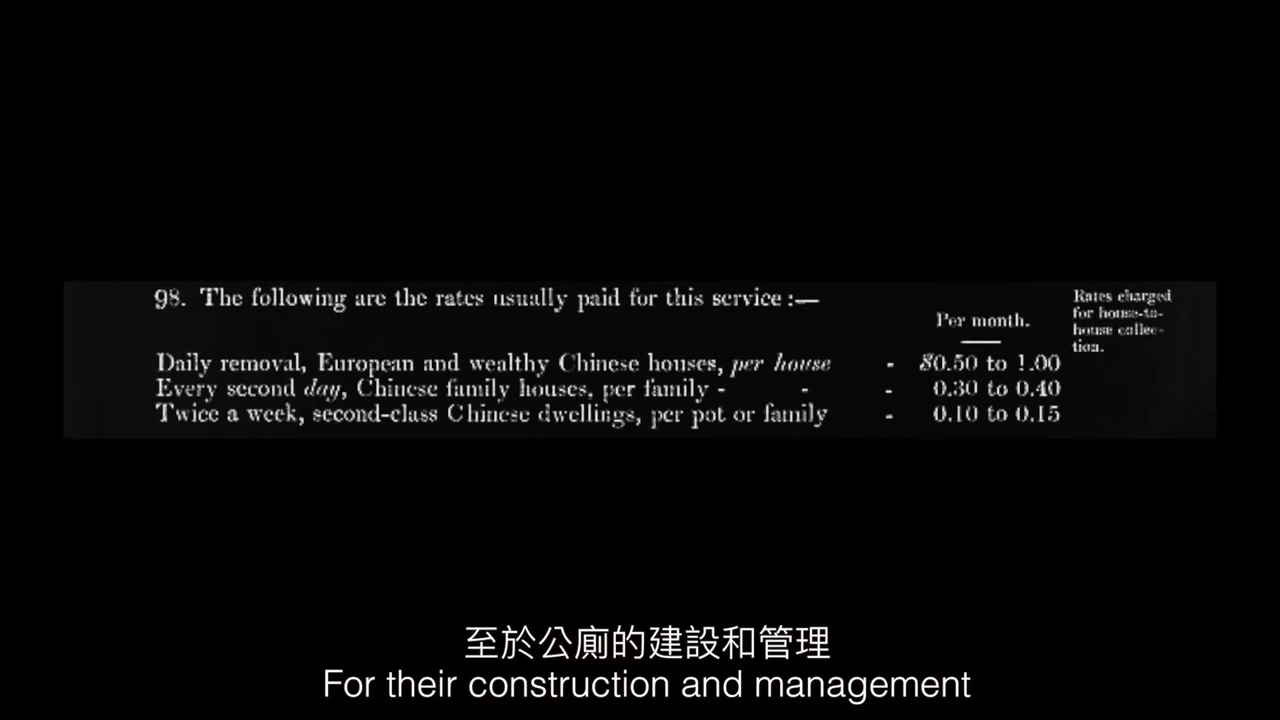 98. The following are the rates usually paid for this service :—
Per month.
Rates charged
for house-to-
house collec-
tion.
Daily removal, European and wealthy Chinese houses, per house - $0.50 to 1.00
Every second day, Chinese family houses, per family - - - 0.30 to 0.40
Twice a week, second-class Chinese dwellings, per pot or family - 0.10 to 0.15
至於公廁的建設和管理
For their construction and management